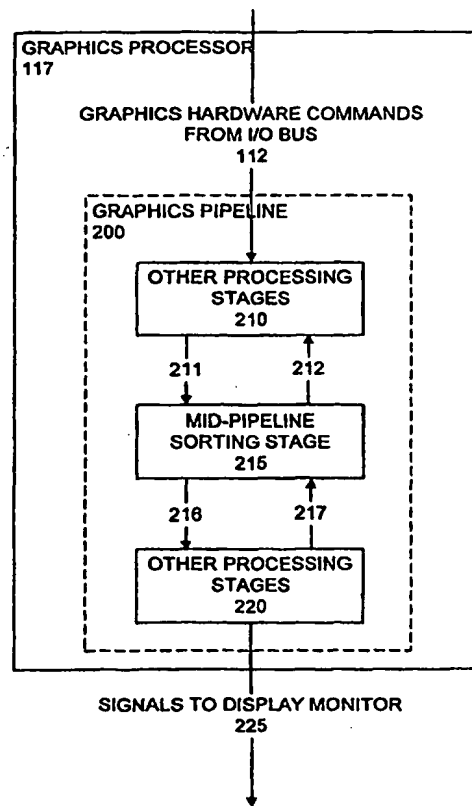 GRAPHICS PROCESSOR
117
GRAPHICS HARDWARE COMMANDS
FROM I/O BUS
112
GRAPHICS PIPELINE
200
OTHER PROCESSING
STAGES
210
211
212
MID-PIPELINE
SORTING STAGE
215
216
217
OTHER PROCESSING
STAGES
220
SIGNALS TO DISPLAY MONITOR
225